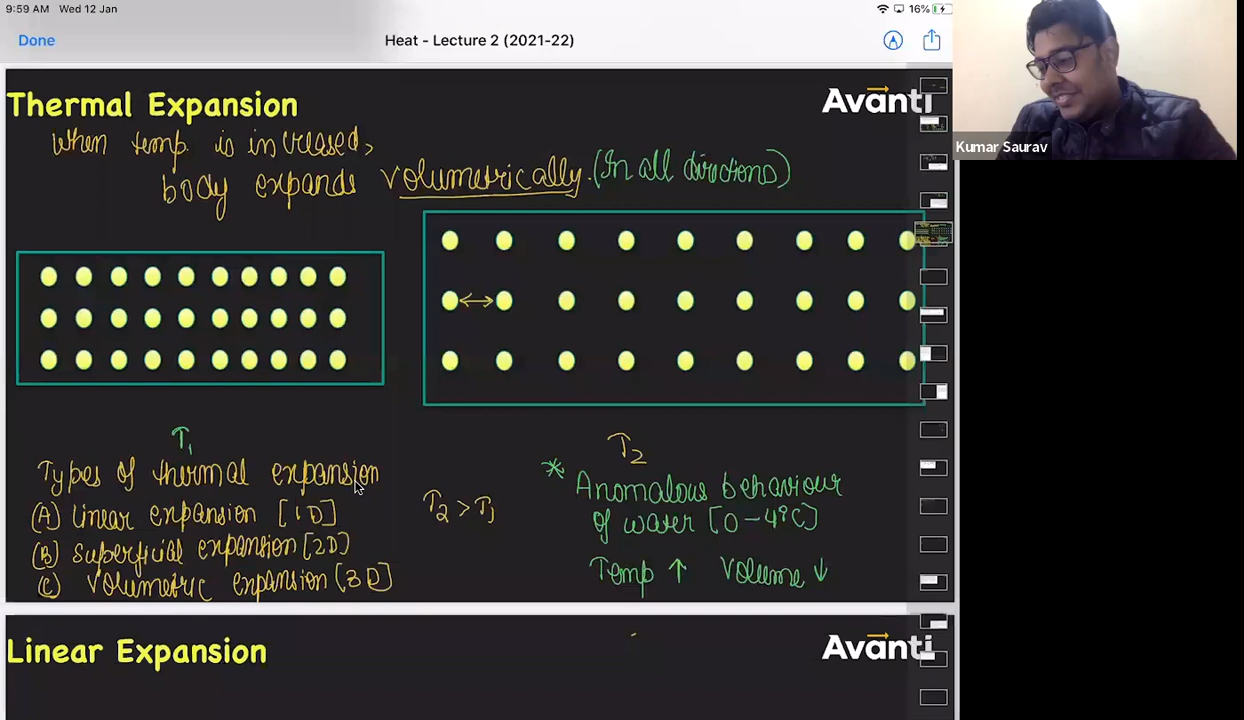 9:59 AM Wed 12 Jan
16%
Done
Heat - Lecture 2 (2021-22)
Kumar Saurav
Thermal Expansion
Avanti
When temp. is increased,
body expands volumetrically. (In all directions)
T1
T2
Types of thermal expansion
(A) linear expansion [1D]
(B) superficial expansion [2D]
(C) volumetric expansion [3D]
T2 > T1
* Anomalous behaviour
of water [0-4°C]
Temp ↑ Volume ↓
Linear Expansion
Avanti